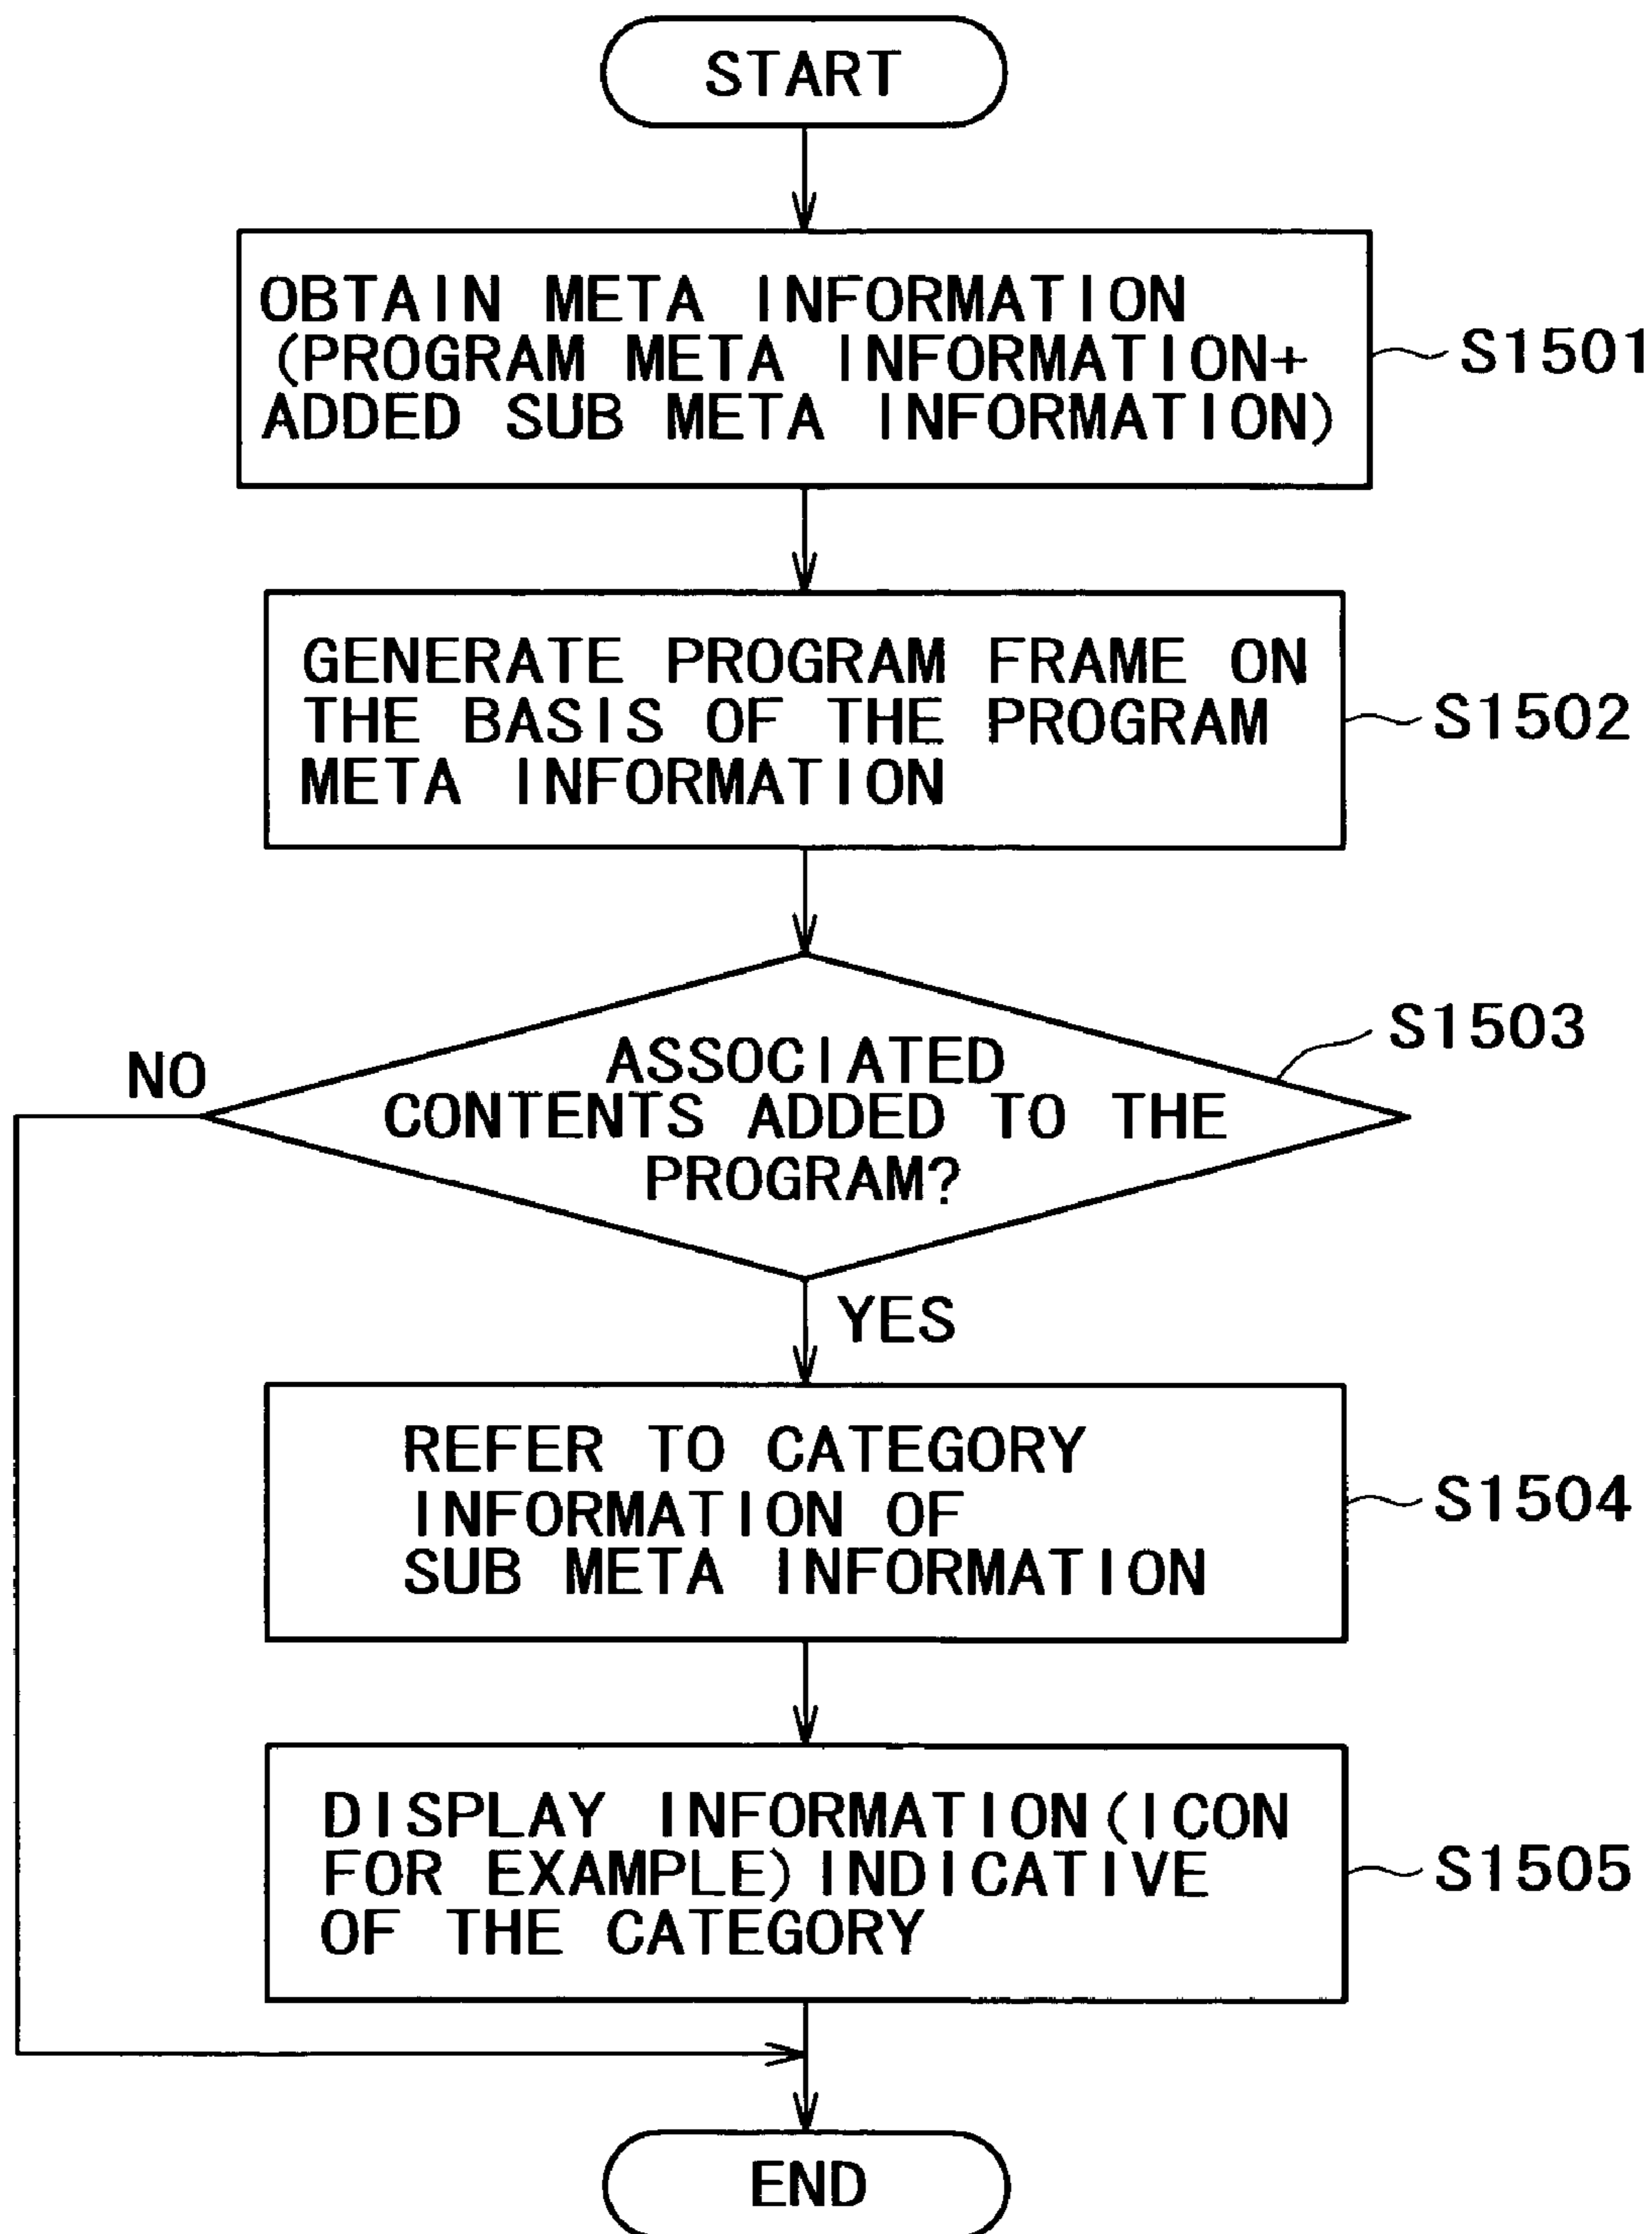 START
OBTAIN META INFORMATION
(PROGRAM META INFORMATION+
ADDED SUB META INFORMATION)
S1501
GENERATE PROGRAM FRAME ON
THE BASIS OF THE PROGRAM
META INFORMATION
S1502
ASSOCIATED
CONTENTS ADDED TO THE
PROGRAM?
S1503
NO
YES
REFER TO CATEGORY
INFORMATION OF
SUB META INFORMATION
S1504
DISPLAY INFORMATION(ICON
FOR EXAMPLE)INDICATIVE
OF THE CATEGORY
S1505
END